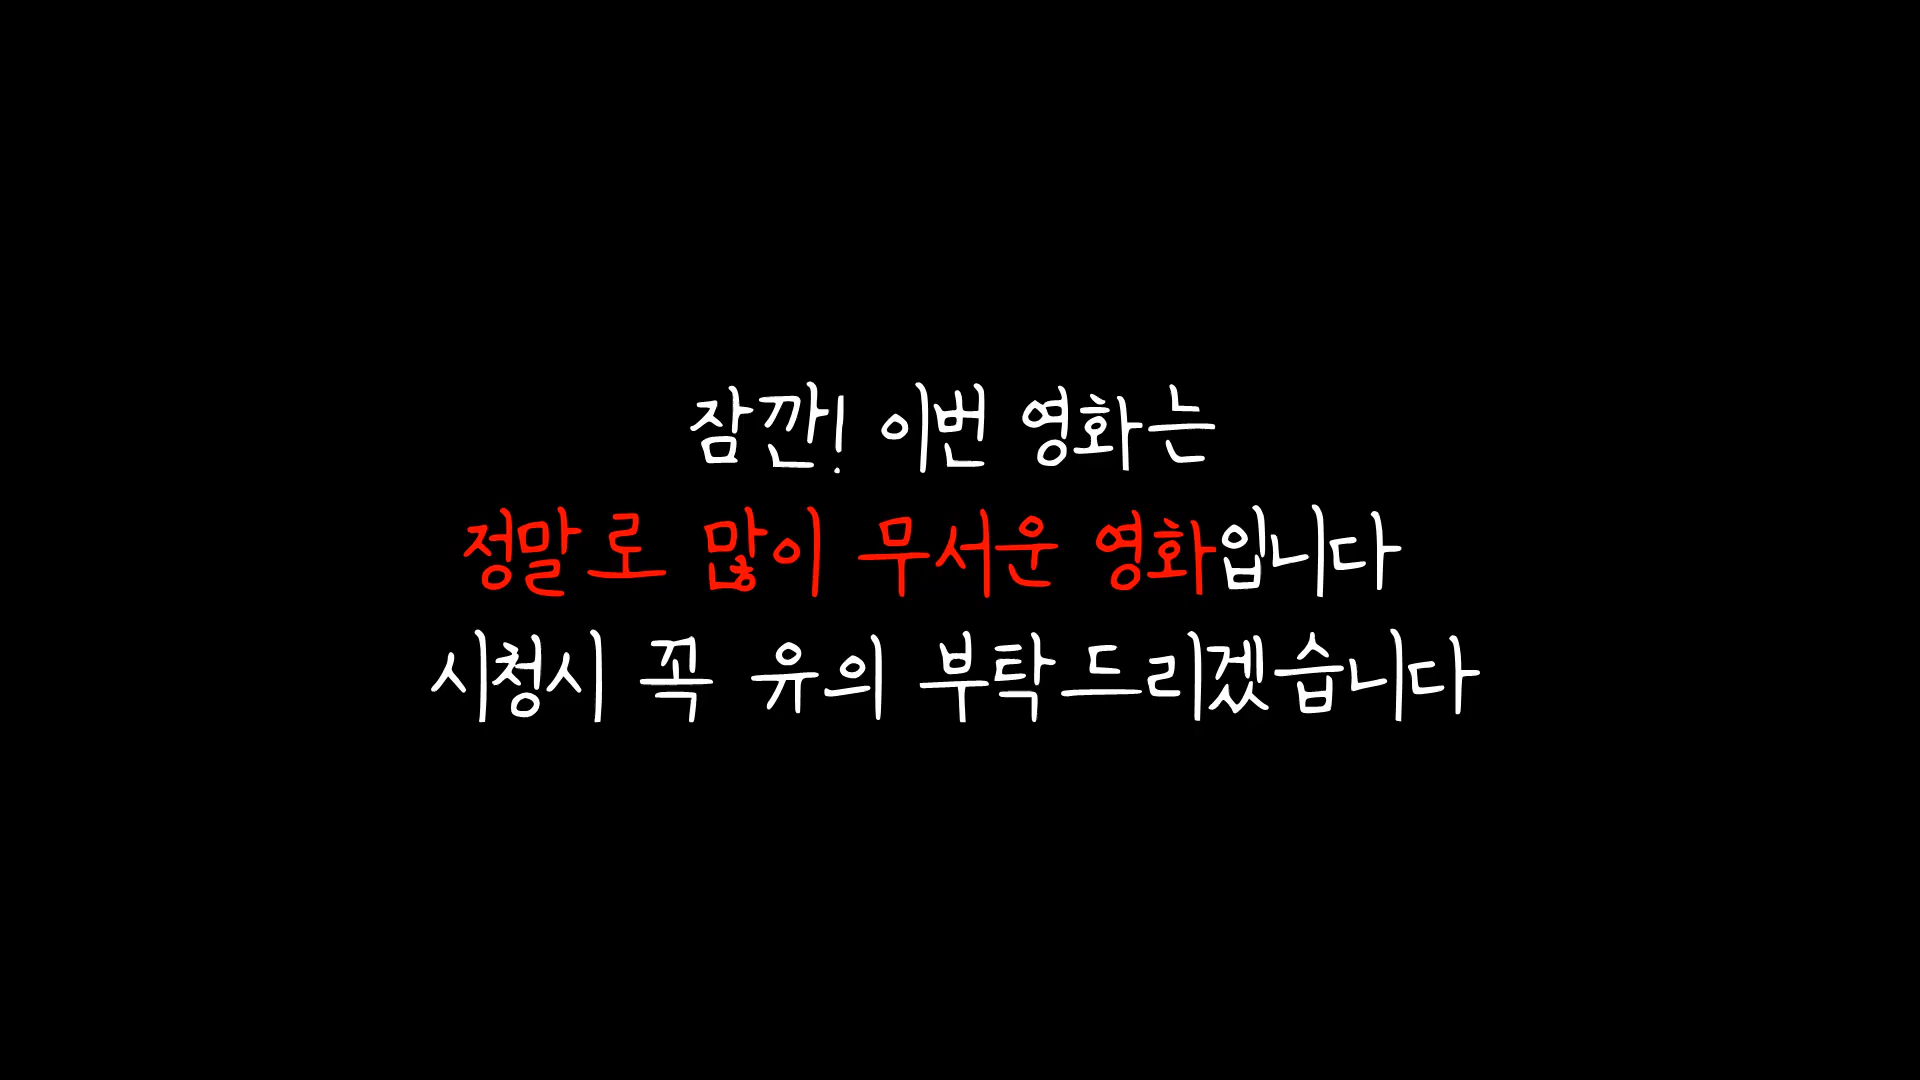 잠깐! 이번 영화는
정말로 많이 무서운 영화입니다
시청시 꼭 유의 부탁드리겠습니다